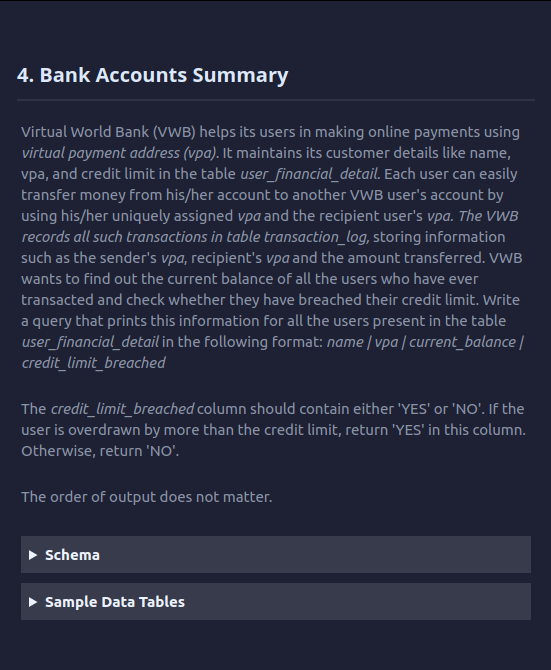 4. Bank Accounts Summary
Virtual World Bank (VWB) helps its users in making online payments using
virtual payment address (vpa). It maintains its customer details like name,
vpa, and credit limit in the table user_financial_detail. Each user can easily
transfer money from his/her account to another VWB user's account by
using his/her uniquely assigned vpa and the recipient user's vpa. The VWB
records all such transactions in table transaction_log, storing information
such as the sender's vpa, recipient's vpa and the amount transferred. VWB
wants to find out the current balance of all the users who have ever
transacted and check whether they have breached their credit limit. Write
a query that prints this information for all the users present in the table
user_financial_detail in the following format: name | vpa | current_balance |
credit_limit_breached
The credit_limit_breached column should contain either 'YES' or 'NO'. If the
user is overdrawn by more than the credit limit, return 'YES' in this column.
Otherwise, return 'NO'.
The order of output does not matter.
Schema
Sample Data Tables